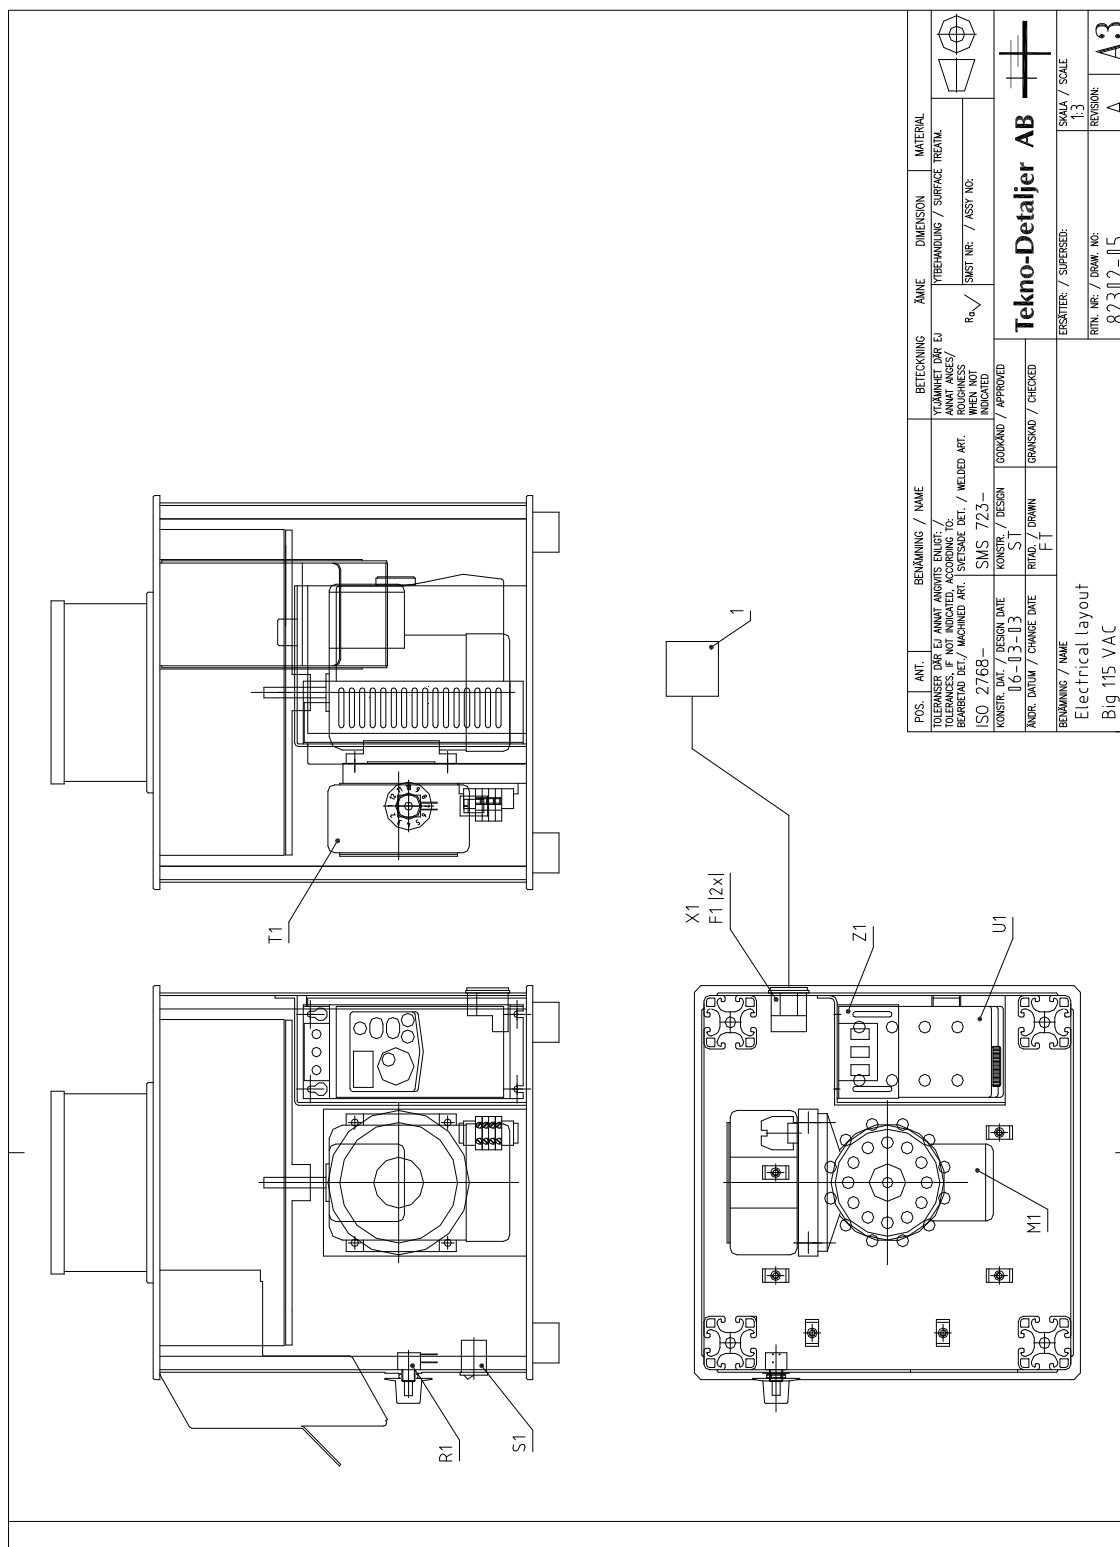 T1
R1
S1
1
X1
F1 (2x)
Z1
U1
M1
POS.
ANT.
BENÄMNING / NAME
BETECKNING
ÄMNE
DIMENSION
MATERIAL
TOLERANSER DÄR EJ ANNAT ANGIVITS ENLIGT: /
TOLERANCES, IF NOT INDICATED, ACCORDING TO:
BEARBETAD DET./ MACHINED ART.
SVETSADE DET. / WELDED ART.
ISO 2768-
SMS 723-
YTJÄMNHET DÄR EJ
ANNAT ANGES/
ROUGHNESS
WHEN NOT
INDICATED
Ra
YTBEHANDLING / SURFACE TREATM.
SMST NR: / ASSY NO:
KONSTR. DAT. / DESIGN DATE
06-03-03
KONSTR. / DESIGN
ST
GODKÄND / APPROVED
ÄNDR. DATUM / CHANGE DATE
RITAD. / DRAWN
FT
GRANSKAD / CHECKED
Tekno-Detaljer AB
BENÄMNING / NAME
Electrical layout
Big 115 VAC
ERSÄTTER: / SUPERSED:
SKALA / SCALE
1:3
RITN. NR: / DRAW. NO:
82302-05
REVISION:
A
A3